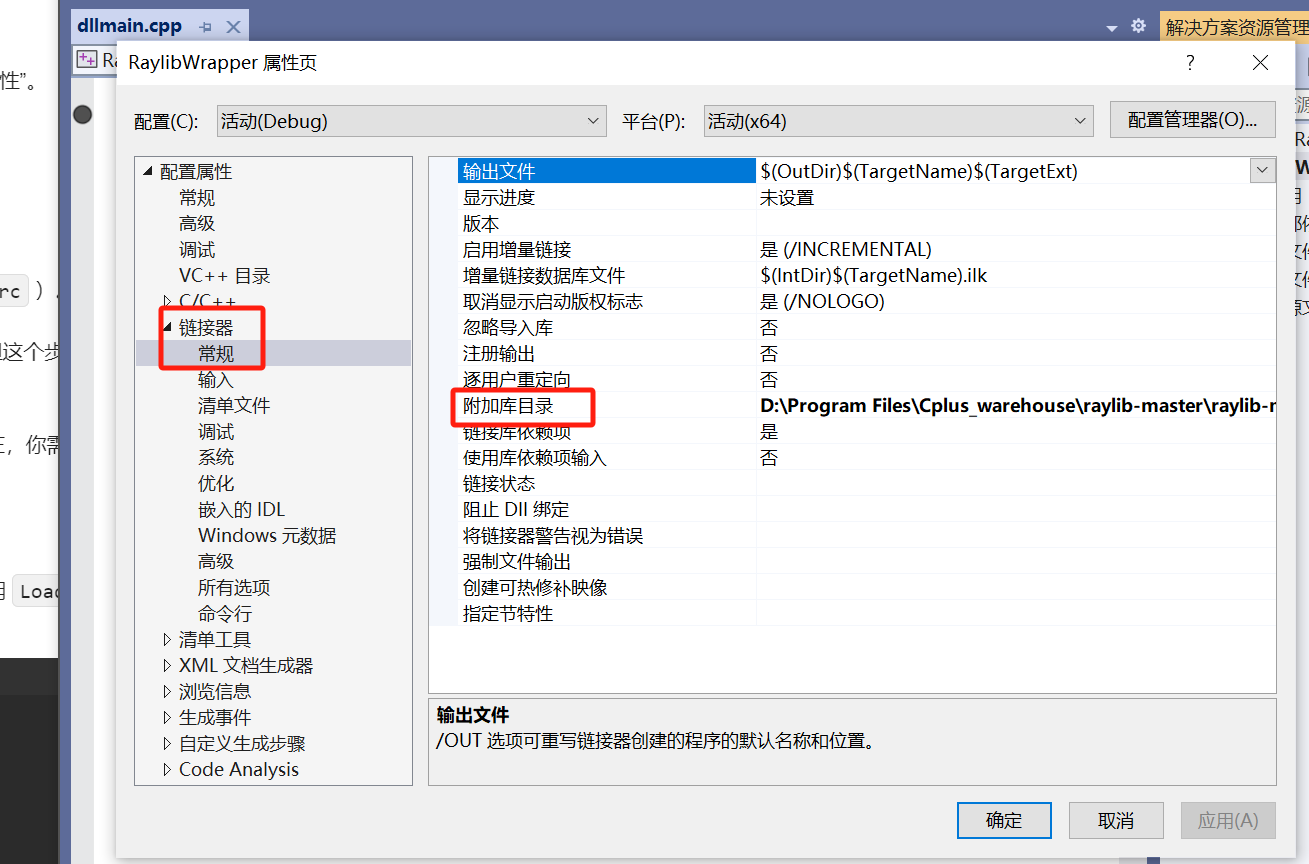 dllmain.cpp
解决方案资源管理
Ra
RaylibWrapper 属性页
?
性”。
配置(C):
活动(Debug)
平台(P):
活动(x64)
配置管理器(O)...
配置属性
常规
高级
调试
VC++ 目录
C/C++
链接器
常规
输入
清单文件
调试
系统
优化
嵌入的 IDL
Windows 元数据
高级
所有选项
命令行
清单工具
XML 文档生成器
浏览信息
生成事件
自定义生成步骤
Code Analysis
输出文件 $(OutDir)$(TargetName)$(TargetExt)
显示进度 未设置
版本
启用增量链接 是 (/INCREMENTAL)
增量链接数据库文件 $(IntDir)$(TargetName).ilk
取消显示启动版权标志 是 (/NOLOGO)
忽略导入库 否
注册输出 否
逐用户重定向 否
附加库目录 D:\Program Files\Cplus_warehouse\raylib-master\raylib-
链接库依赖项 是
使用库依赖项输入 否
链接状态
阻止 Dll 绑定
将链接器警告视为错误
强制文件输出
创建可热修补映像
指定节特性
输出文件
/OUT 选项可重写链接器创建的程序的默认名称和位置。
确定
取消
应用(A)
rc ) .
这个步
，你需
Load